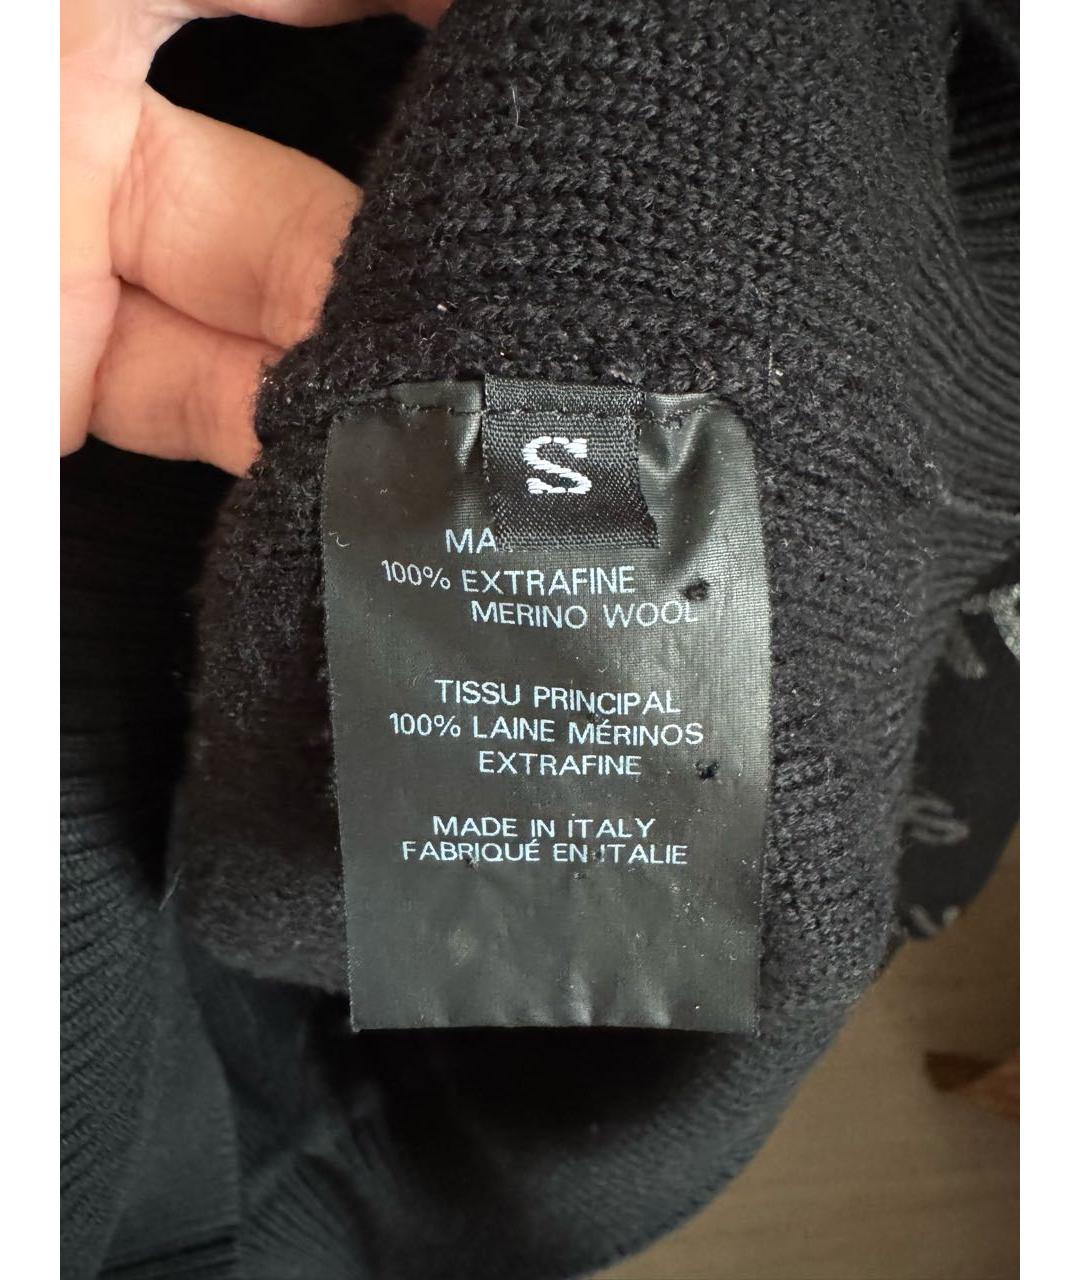 S
MA
100% EXTRAFINE
MERINO WOOL
TISSU PRINCIPAL
100% LAINE MÉRINOS
EXTRAFINE
MADE IN ITALY
FABRIQUÉ EN ITALIE